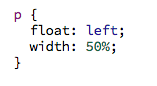 p {
  float: left;
  width: 50%;
}